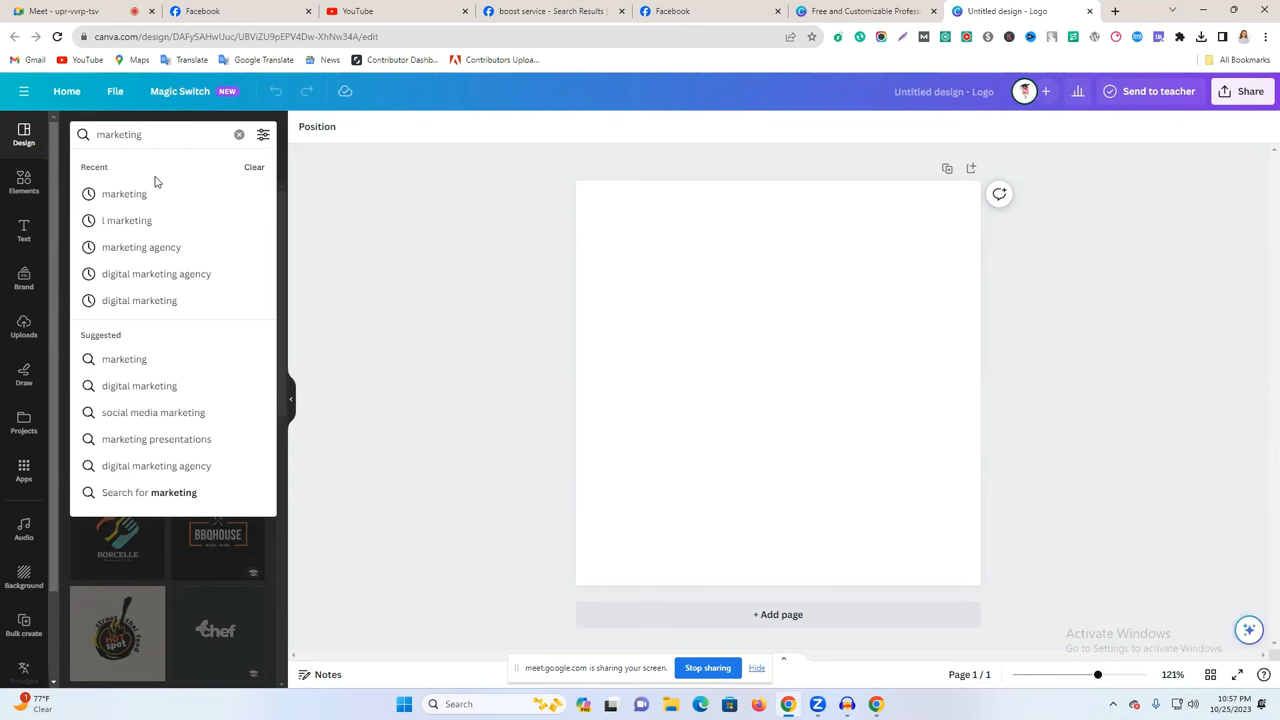 Meet - upr-vvrp-tsv
Facebook
YouTube
boost service - Search Results |
Facebook
Free and Customizable Profess
Untitled design - Logo
canva.com/design/DAFySAHwUuc/UBViZU9pEPV4Dw-XhNw34A/edit
Gmail
YouTube
Maps
Translate
Google Translate
News
Contributor Dashb...
Contributors Uploa...
All Bookmarks
Home
File
Magic Switch NEW
Untitled design - Logo
Send to teacher
Share
Design
Elements
Text
Brand
Uploads
Draw
Projects
Apps
Audio
Background
Bulk create
Translate
marketing
Recent
Clear
marketing
l marketing
marketing agency
digital marketing agency
digital marketing
Suggested
marketing
digital marketing
social media marketing
marketing presentations
digital marketing agency
Search for marketing
BORCELLE
BBQHOUSE
HOT SPOT
chef
Position
+ Add page
Activate Windows
Go to Settings to activate Windows.
meet.google.com is sharing your screen.
Stop sharing
Hide
Notes
Page 1 / 1
121%
1
77°F
Clear
Search
10:57 PM
10/25/2023